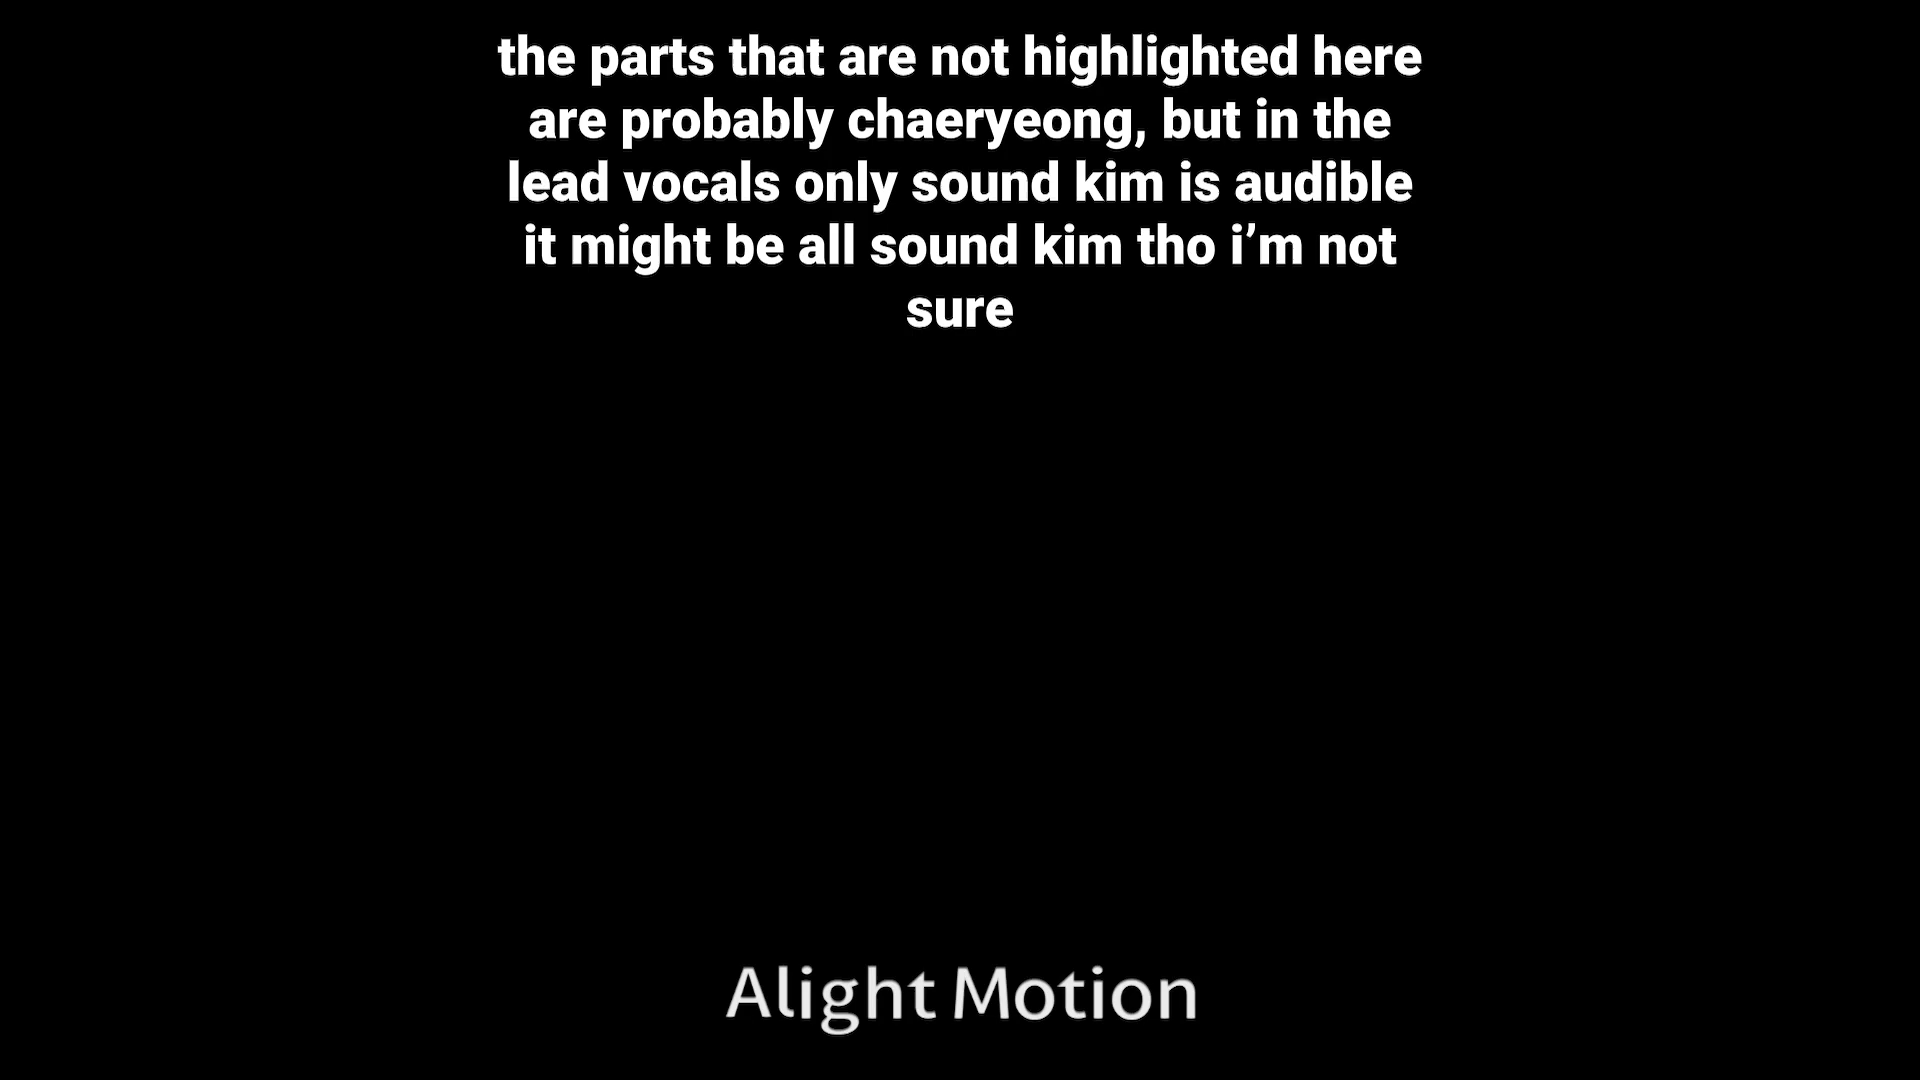 the parts that are not highlighted here
are probably chaeryeong, but in the
lead vocals only sound kim is audible
it might be all sound kim tho i’m not
sure
Alight Motion